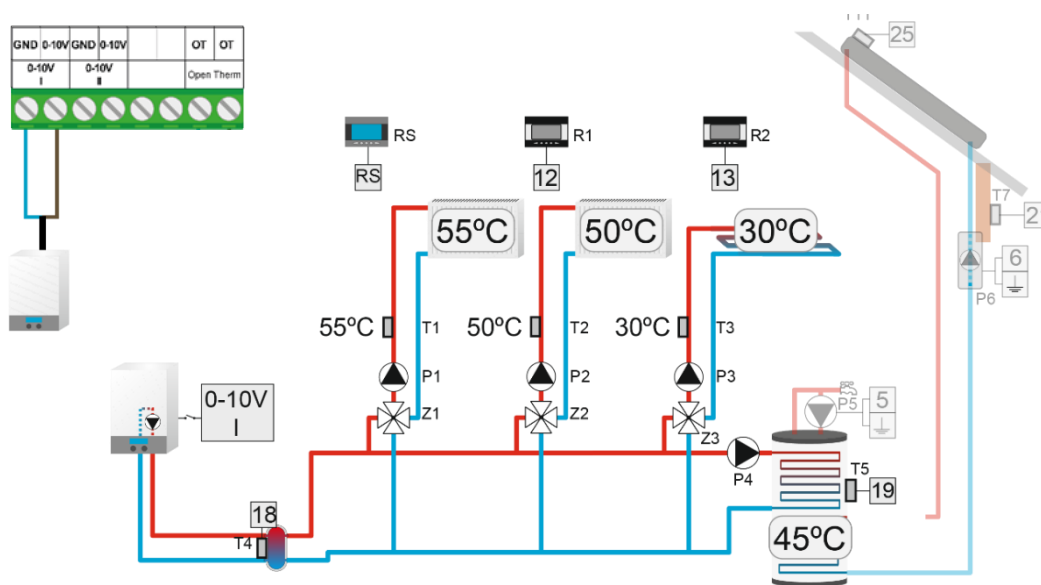 GND 0-10V GND 0-10V OT OT
0-10V I 0-10V II Open Therm
25
RS R1 R2
RS 12 13
T7
55ºC 50ºC 30ºC
6
P6
55ºC T1 50ºC T2 30ºC T3
P1 P2 P3
P5 5
0-10V I
Z1 Z2 Z3
P4
T5
19
18
T4
45ºC